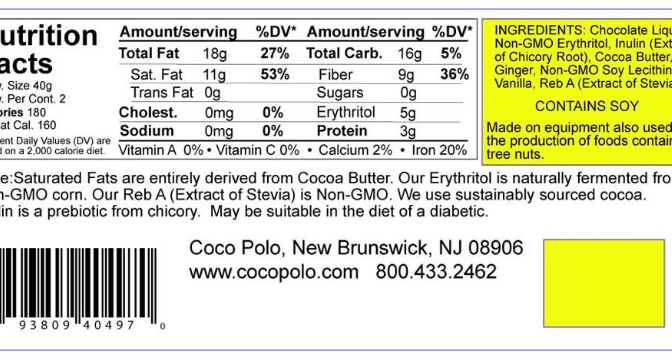 utrition
acts
. Size 40g
. Per Cont. 2
ories 180
at Cal. 160
ent Daily Values (DV) are
d on a 2,000 calorie diet.
Amount/serving %DV* Amount/serving %DV*
Total Fat 18g 27% Total Carb. 16g 5%
Sat. Fat 11g 53% Fiber 9g 36%
Trans Fat 0g Sugars 0g
Cholest. 0mg 0% Erythritol 5g
Sodium 0mg 0% Protein 3g
Vitamin A 0% • Vitamin C 0% • Calcium 2% • Iron 20%
INGREDIENTS: Chocolate Liqu
Non-GMO Erythritol, Inulin (Ext
of Chicory Root), Cocoa Butter,
Ginger, Non-GMO Soy Lecithin
Vanilla, Reb A (Extract of Stevia
CONTAINS SOY
Made on equipment also used
the production of foods contain
tree nuts.
e:Saturated Fats are entirely derived from Cocoa Butter. Our Erythritol is naturally fermented fro
n-GMO corn. Our Reb A (Extract of Stevia) is Non-GMO. We use sustainably sourced cocoa.
lin is a prebiotic from chicory. May be suitable in the diet of a diabetic.
Coco Polo, New Brunswick, NJ 08906
www.cocopolo.com 800.433.2462
93809 40497 0